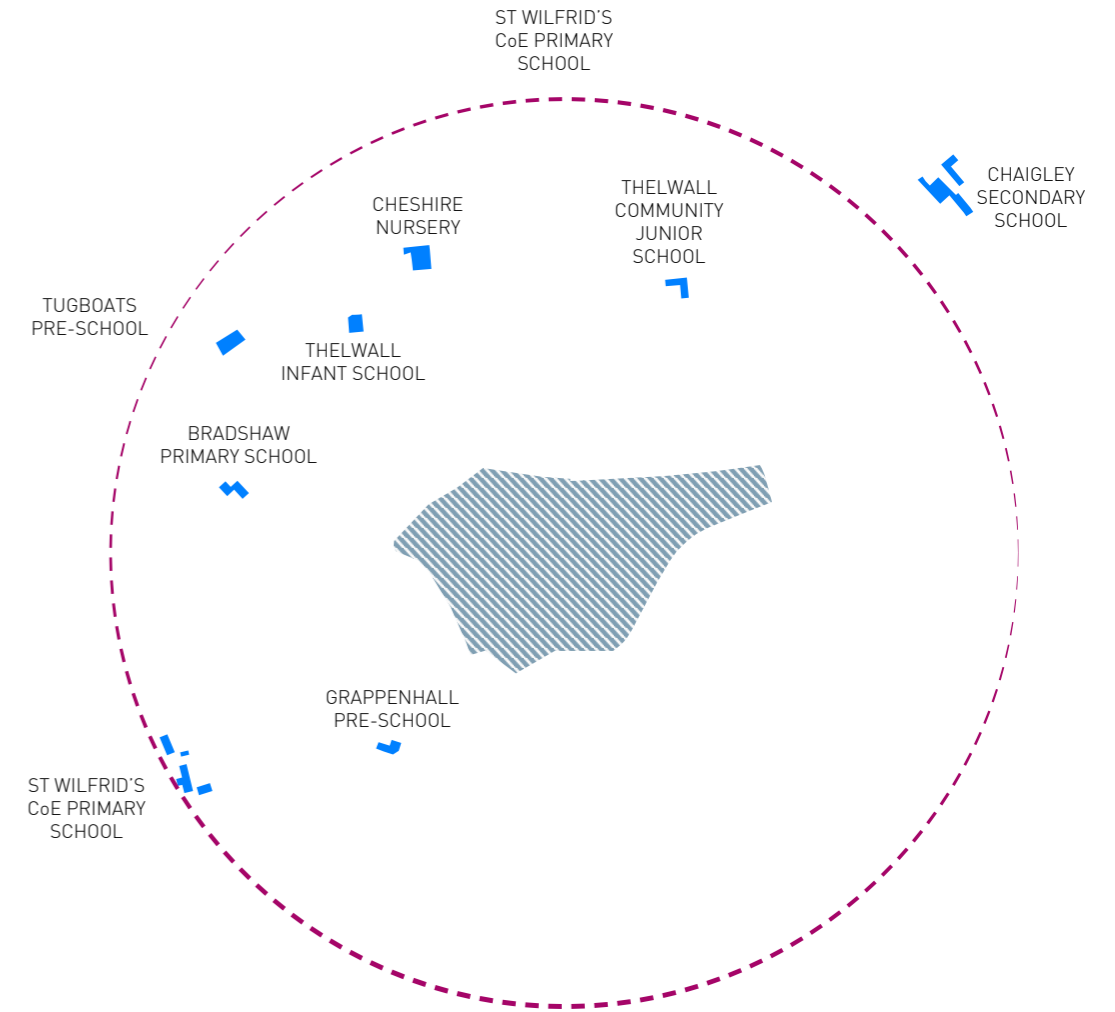 ST WILFRID'S
CoE PRIMARY
SCHOOL
CHAIGLEY
SECONDARY
SCHOOL
THELWALL
COMMUNITY
JUNIOR
SCHOOL
CHESHIRE
NURSERY
TUGBOATS
PRE-SCHOOL
THELWALL
INFANT SCHOOL
BRADSHAW
PRIMARY SCHOOL
GRAPPENHALL
PRE-SCHOOL
ST WILFRID'S
CoE PRIMARY
SCHOOL